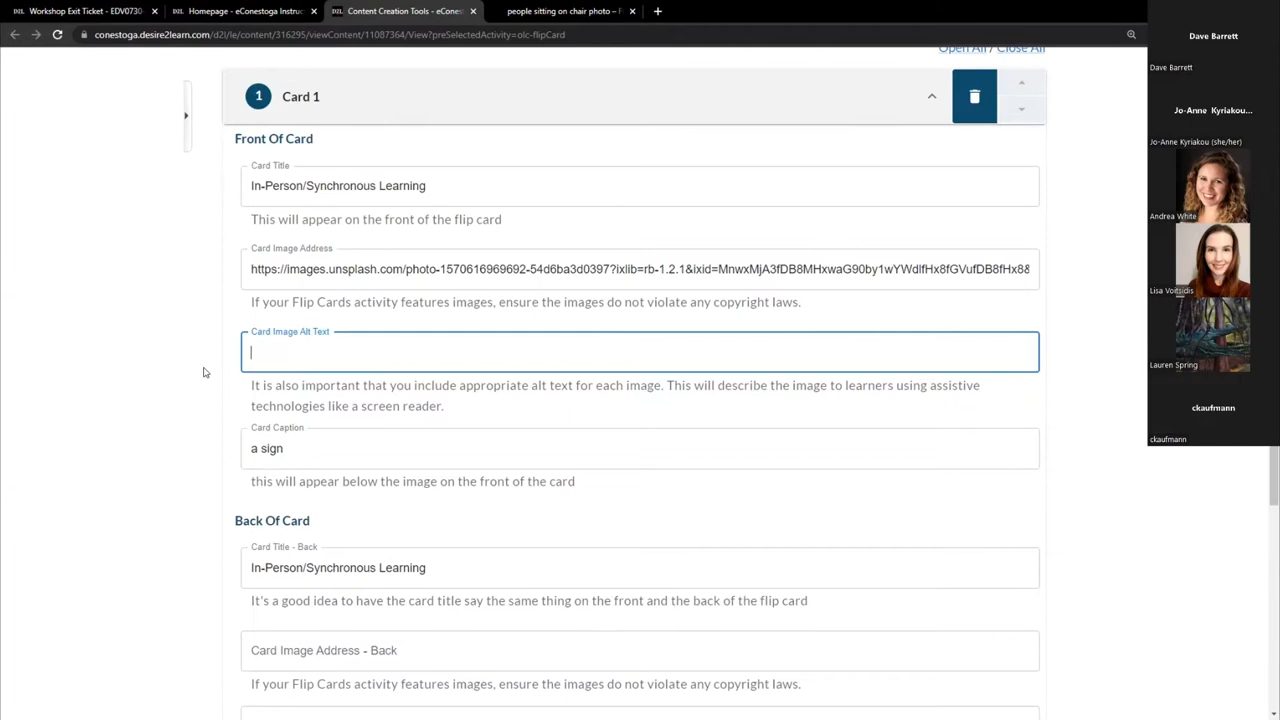 Workshop Exit Ticket - EDV0730-
Homepage - eConestoga Instruc
Content Creation Tools - eConest
people sitting on chair photo – Fr
conestoga.desire2learn.com/d2l/le/content/316295/viewContent/11087364/View?preSelectedActivity=olc-flipCard
Open All / Close All
1 Card 1
Front Of Card
Card Title
In-Person/Synchronous Learning
This will appear on the front of the flip card
Card Image Address
https://images.unsplash.com/photo-1570616969692-54d6ba3d0397?ixlib=rb-1.2.1&ixid=MnwxMjA3fDB8MHxwaG90by1wYWdlfHx8fGVufDB8fHx8&
If your Flip Cards activity features images, ensure the images do not violate any copyright laws.
Card Image Alt Text
It is also important that you include appropriate alt text for each image. This will describe the image to learners using assistive
technologies like a screen reader.
Card Caption
a sign
this will appear below the image on the front of the card
Back Of Card
Card Title - Back
In-Person/Synchronous Learning
It's a good idea to have the card title say the same thing on the front and the back of the flip card
Card Image Address - Back
If your Flip Cards activity features images, ensure the images do not violate any copyright laws.
Dave Barrett
Dave Barrett
Jo-Anne Kyriakou...
Jo-Anne Kyriakou (she/her)
Andrea White
Lisa Voitsidis
Lauren Spring
ckaufmann
ckaufmann